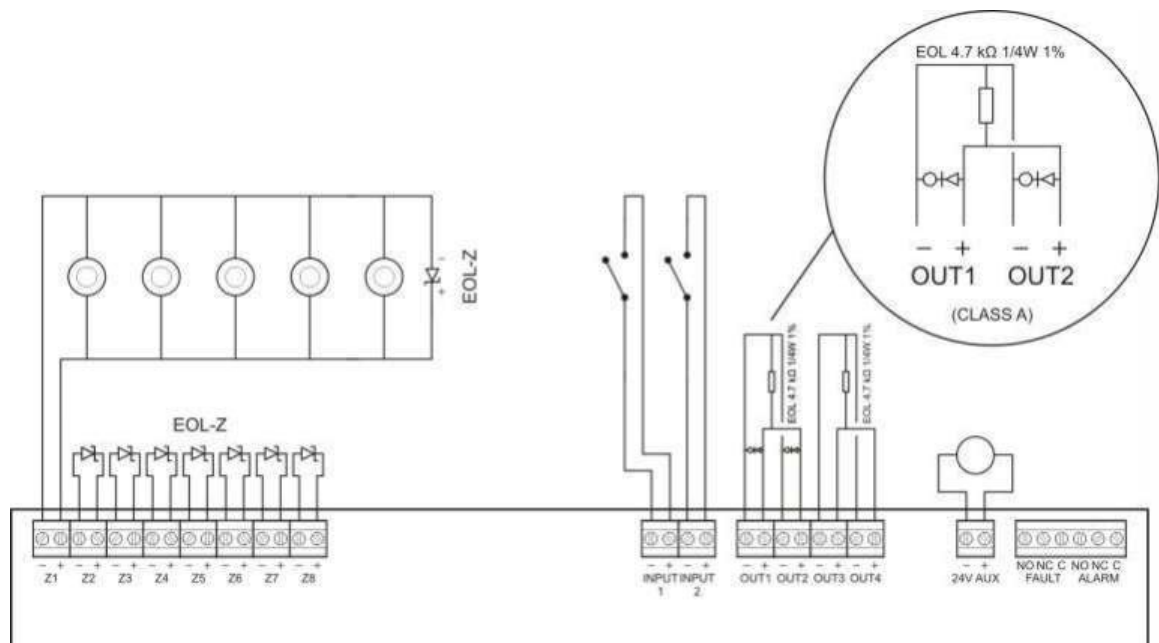 EOL 4.7 kΩ 1/4W 1%
− + − +
OUT1 OUT2
(CLASS A)
− +
EOL-Z
EOL 4.7 kΩ 1/4W 1%
EOL 4.7 kΩ 1/4W 1%
EOL-Z
− + − + − + − + − + − + − + − +
Z1 Z2 Z3 Z4 Z5 Z6 Z7 Z8
− + − +
INPUT 1
INPUT 2
− + − + − + − +
OUT1 OUT2 OUT3 OUT4
− +
24V AUX
NO NC C NO NC C
FAULT ALARM